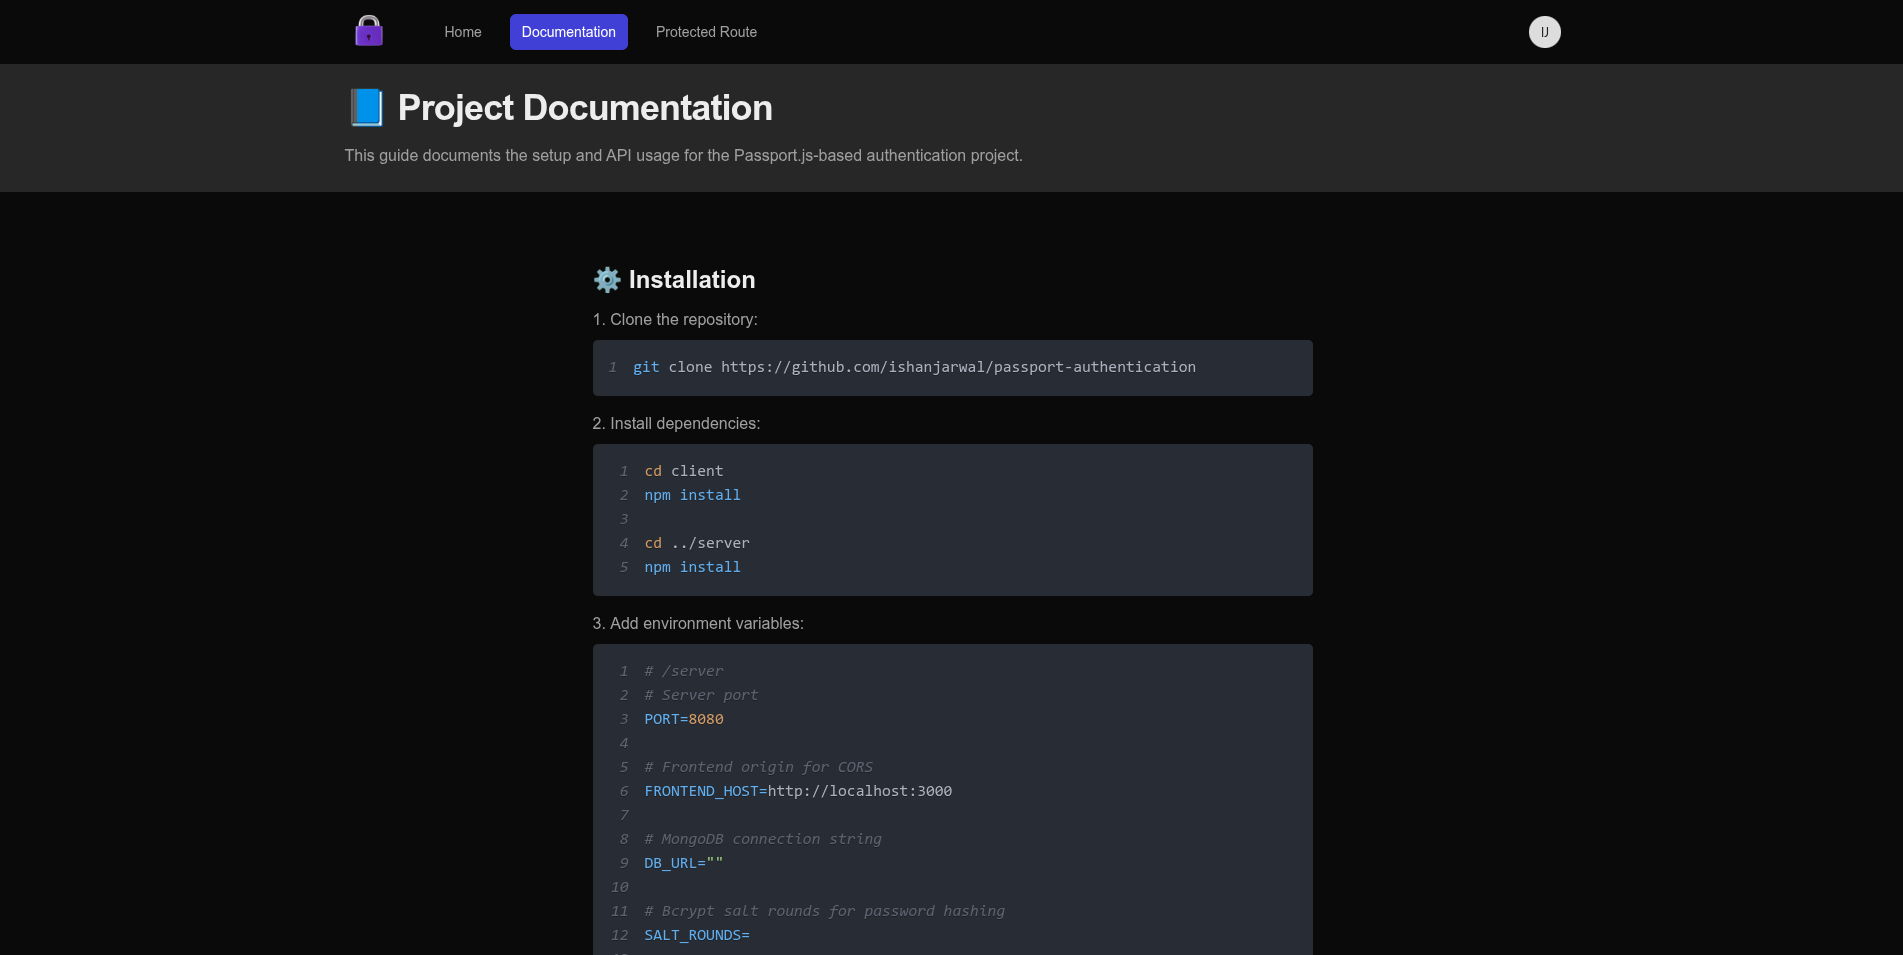 Home
Documentation
Protected Route
IJ
Project Documentation
This guide documents the setup and API usage for the Passport.js-based authentication project.
Installation
1. Clone the repository:
1 git clone https://github.com/ishanjarwal/passport-authentication
2. Install dependencies:
1 cd client
2 npm install
3
4 cd ../server
5 npm install
3. Add environment variables:
1 # /server
2 # Server port
3 PORT=8080
4
5 # Frontend origin for CORS
6 FRONTEND_HOST=http://localhost:3000
7
8 # MongoDB connection string
9 DB_URL=""
10
11 # Bcrypt salt rounds for password hashing
12 SALT_ROUNDS=